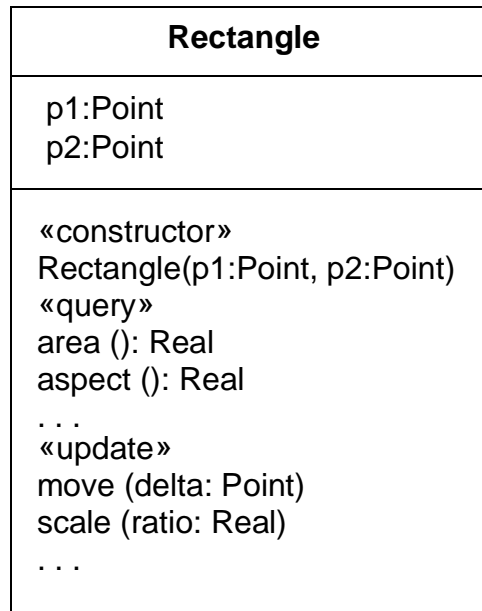 Rectangle
p1:Point
p2:Point
«constructor»
Rectangle(p1:Point, p2:Point)
«query»
area (): Real
aspect (): Real
. . .
«update»
move (delta: Point)
scale (ratio: Real)
. . .